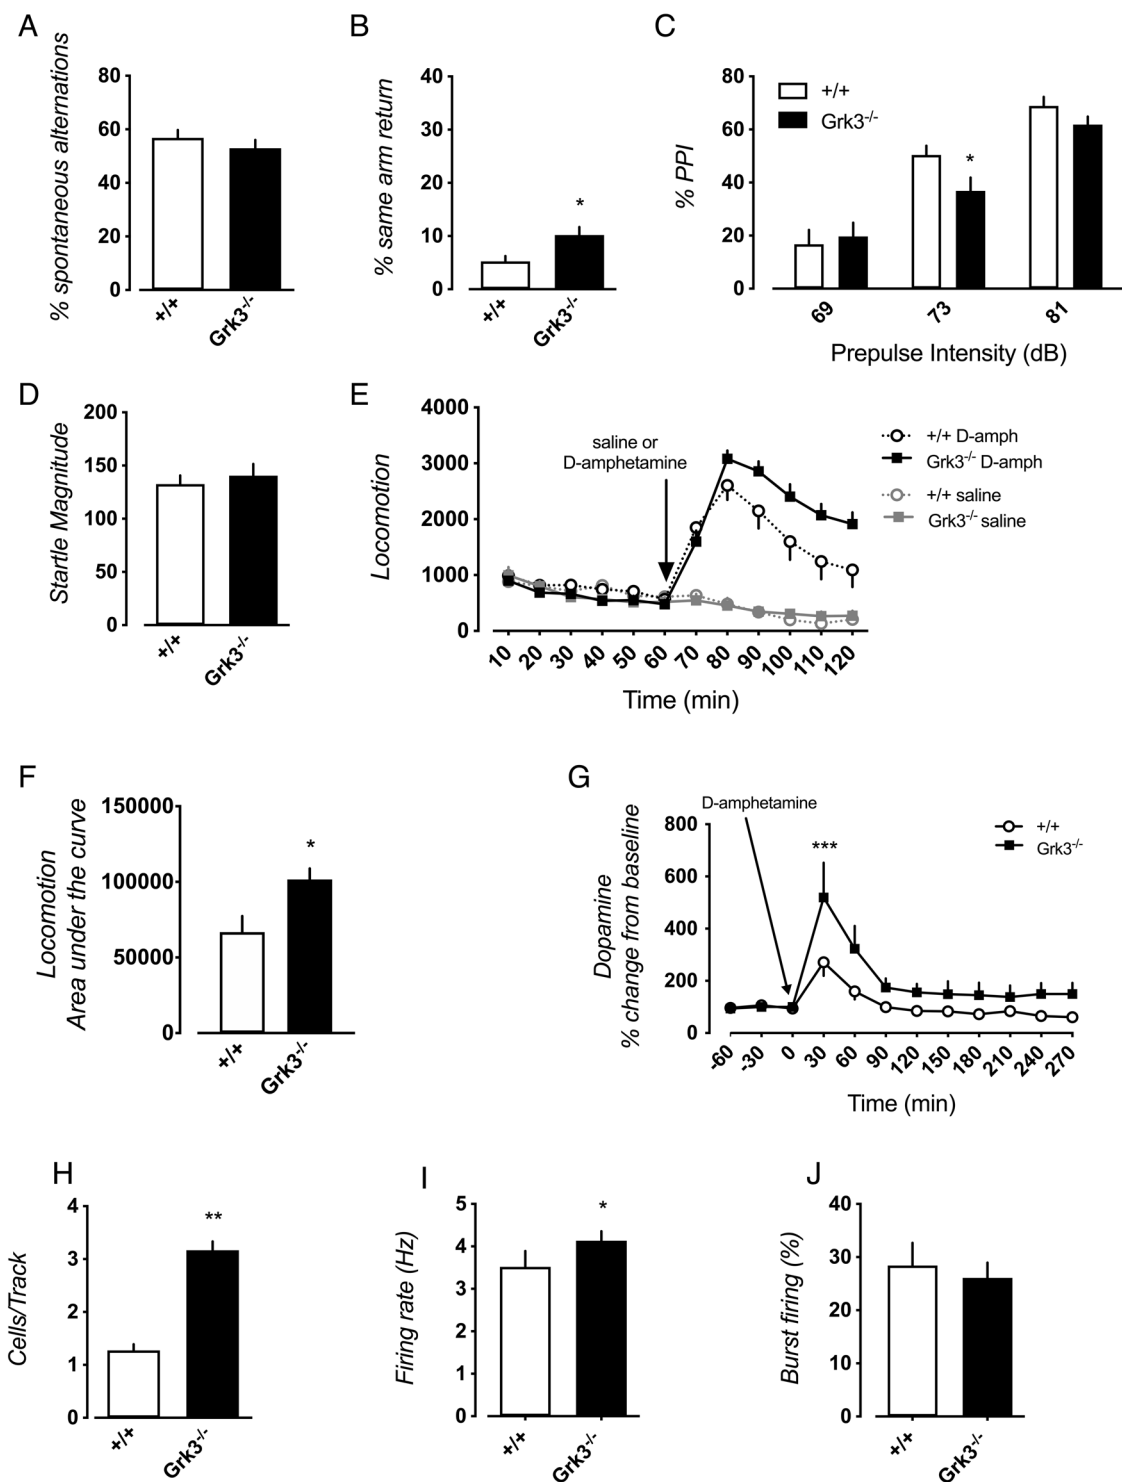 A
% spontaneous alternations
80
60
40
20
0
+/+
Grk3-/-
B
% same arm return
40
30
20
10
0
*
+/+
Grk3-/-
C
% PPI
80
60
40
20
0
+/+
Grk3-/-
*
69
73
81
Prepulse Intensity (dB)
D
Startle Magnitude
200
150
100
50
0
+/+
Grk3-/-
E
Locomotion
4000
3000
2000
1000
0
saline or
D-amphetamine
+/+ D-amph
Grk3-/- D-amph
+/+ saline
Grk3-/- saline
10 20 30 40 50 60 70 80 90 100 110 120
Time (min)
F
Locomotion
Area under the curve
150000
100000
50000
0
*
+/+
Grk3-/-
G
D-amphetamine
Dopamine
% change from baseline
800
600
400
200
0
***
+/+
Grk3-/-
-60 -30 0 30 60 90 120 150 180 210 240 270
Time (min)
H
Cells/Track
4
3
2
1
0
**
+/+
Grk3-/-
I
Firing rate (Hz)
5
4
3
2
1
0
*
+/+
Grk3-/-
J
Burst firing (%)
40
30
20
10
0
+/+
Grk3-/-